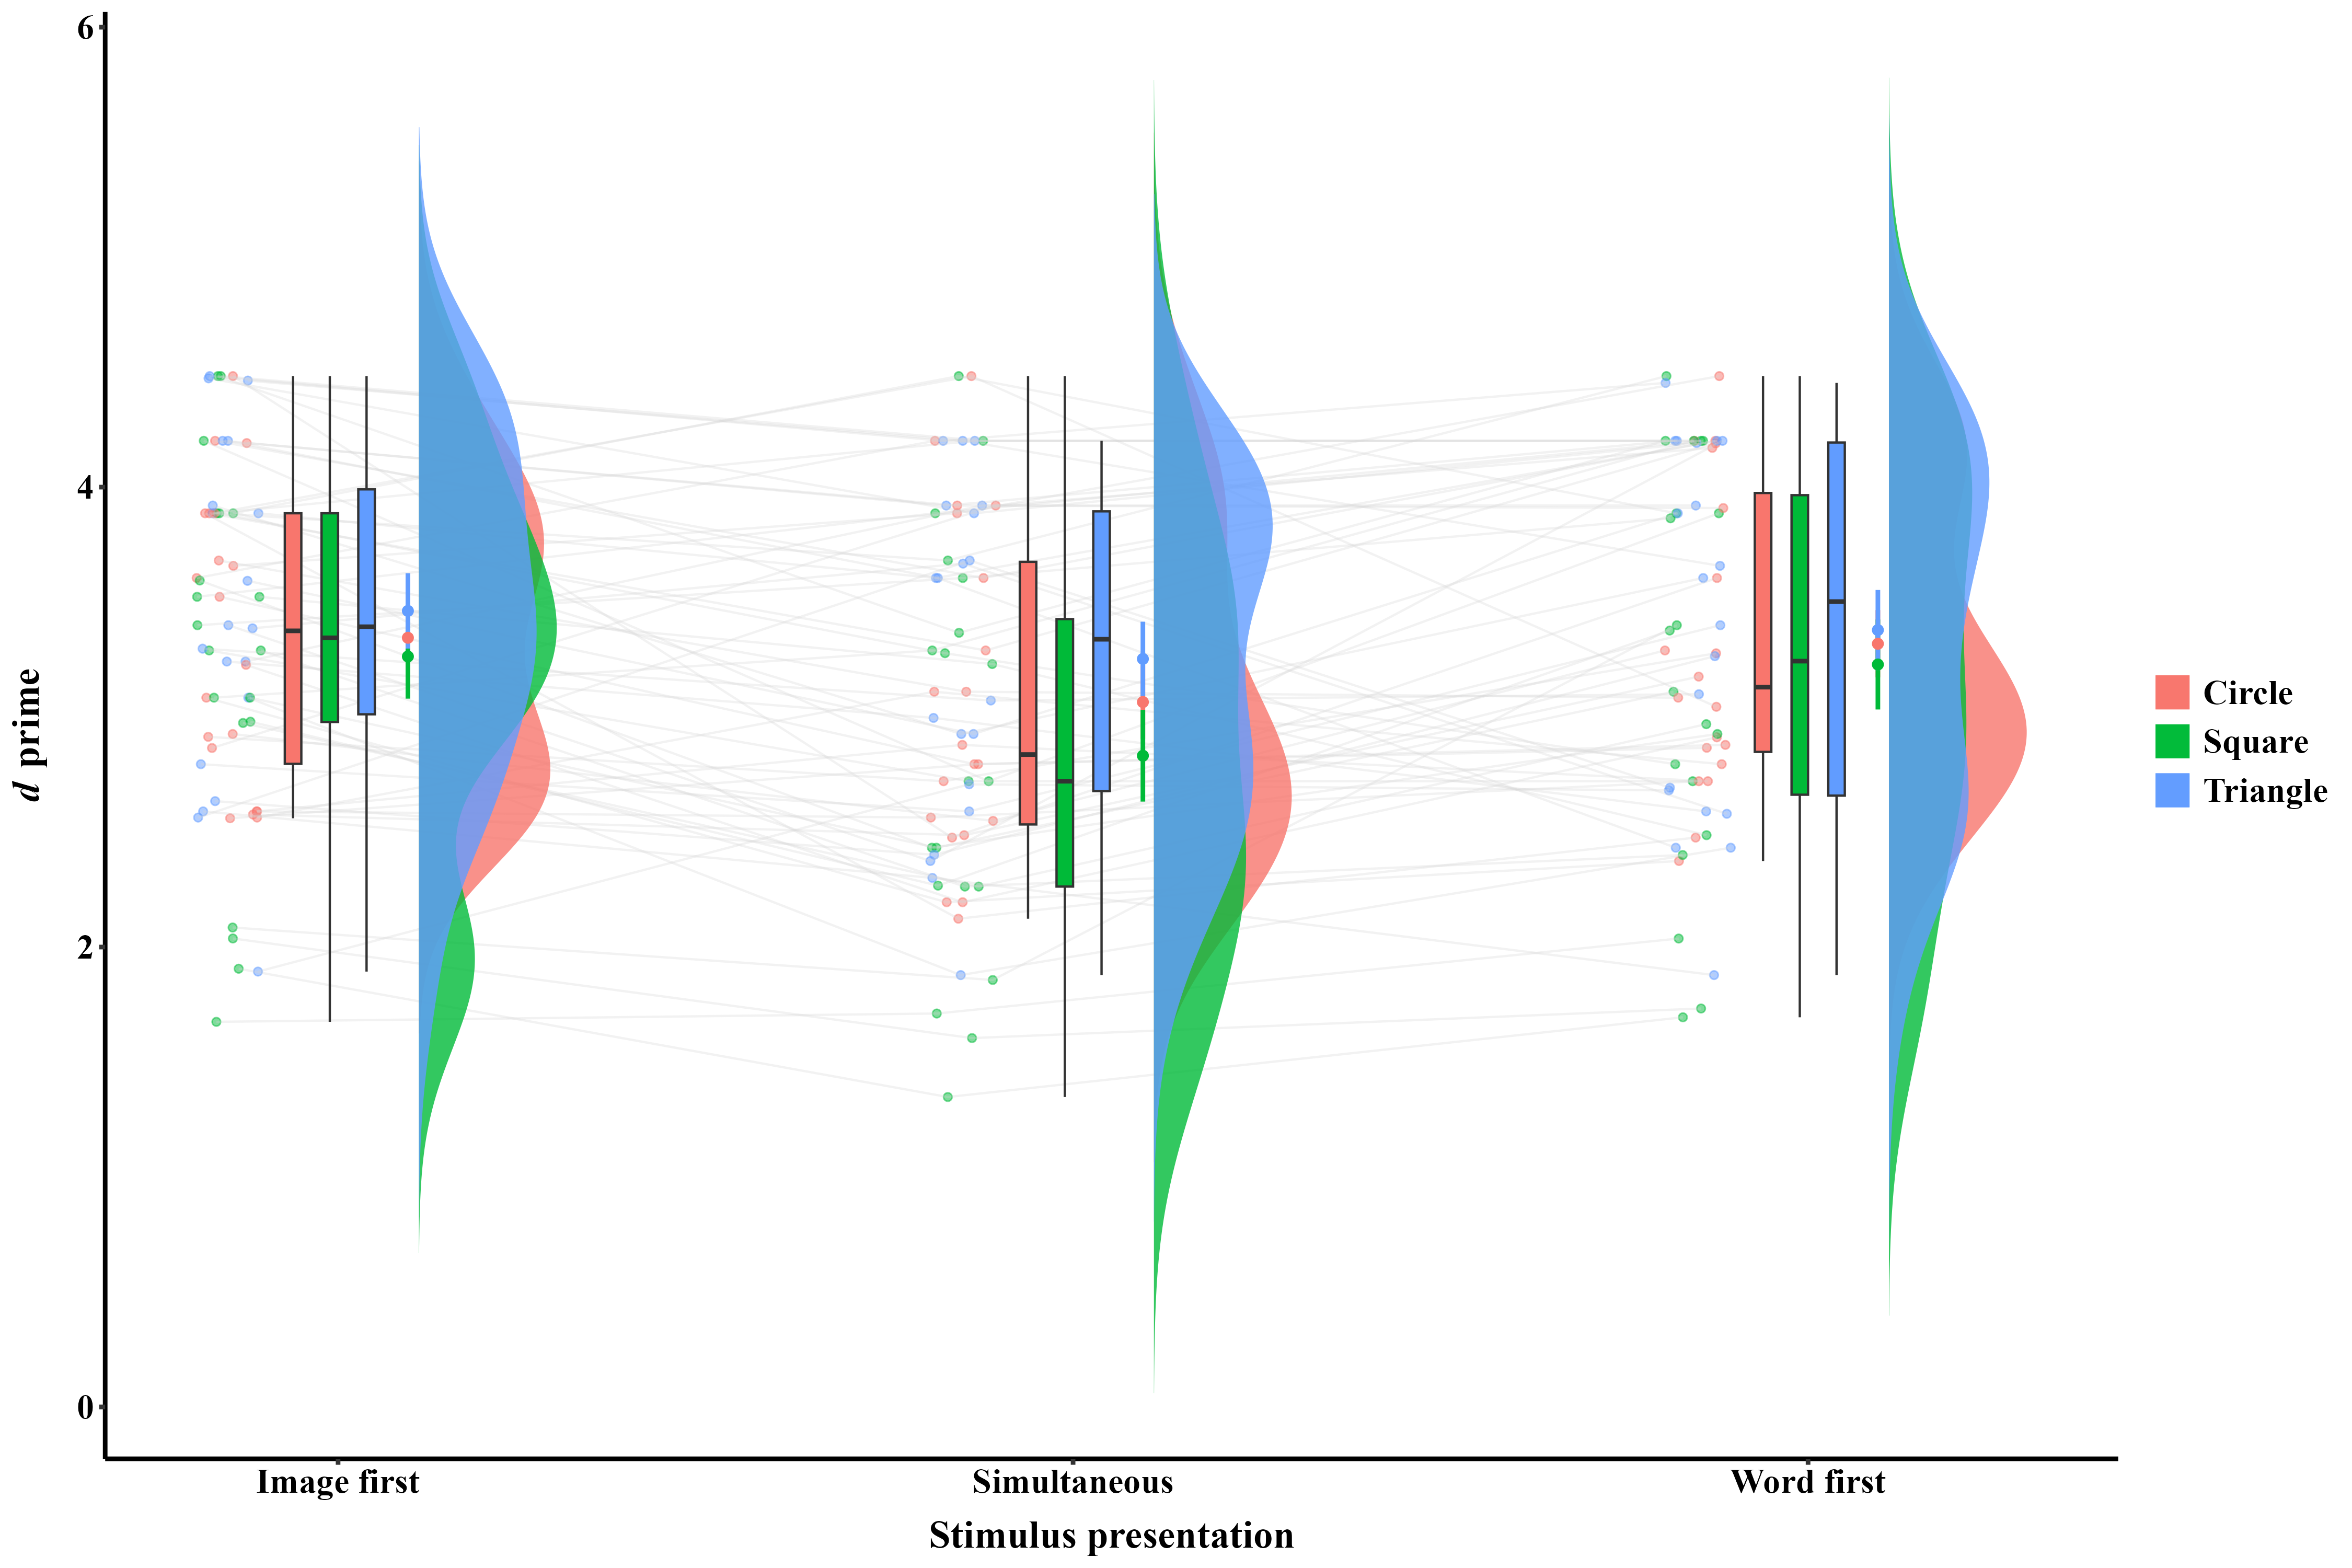 6
4
2
0
d prime
Image first
Simultaneous
Word first
Stimulus presentation
Circle
Square
Triangle